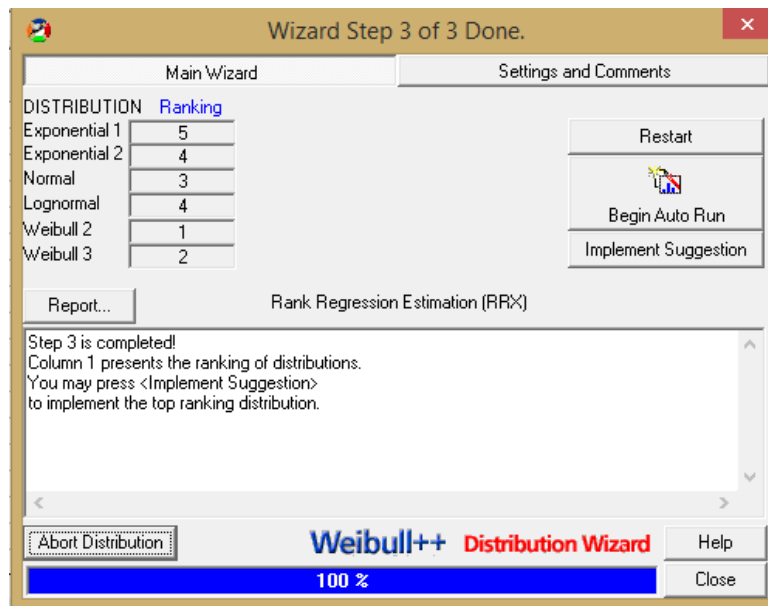 Wizard Step 3 of 3 Done.
Main Wizard
Settings and Comments
DISTRIBUTION Ranking
Exponential 1 5
Exponential 2 4
Normal 3
Lognormal 4
Weibull 2 1
Weibull 3 2
Restart
Begin Auto Run
Implement Suggestion
Report...
Rank Regression Estimation (RRX)
Step 3 is completed!
Column 1 presents the ranking of distributions.
You may press <Implement Suggestion>
to implement the top ranking distribution.
Abort Distribution
Weibull++ Distribution Wizard
Help
100 %
Close